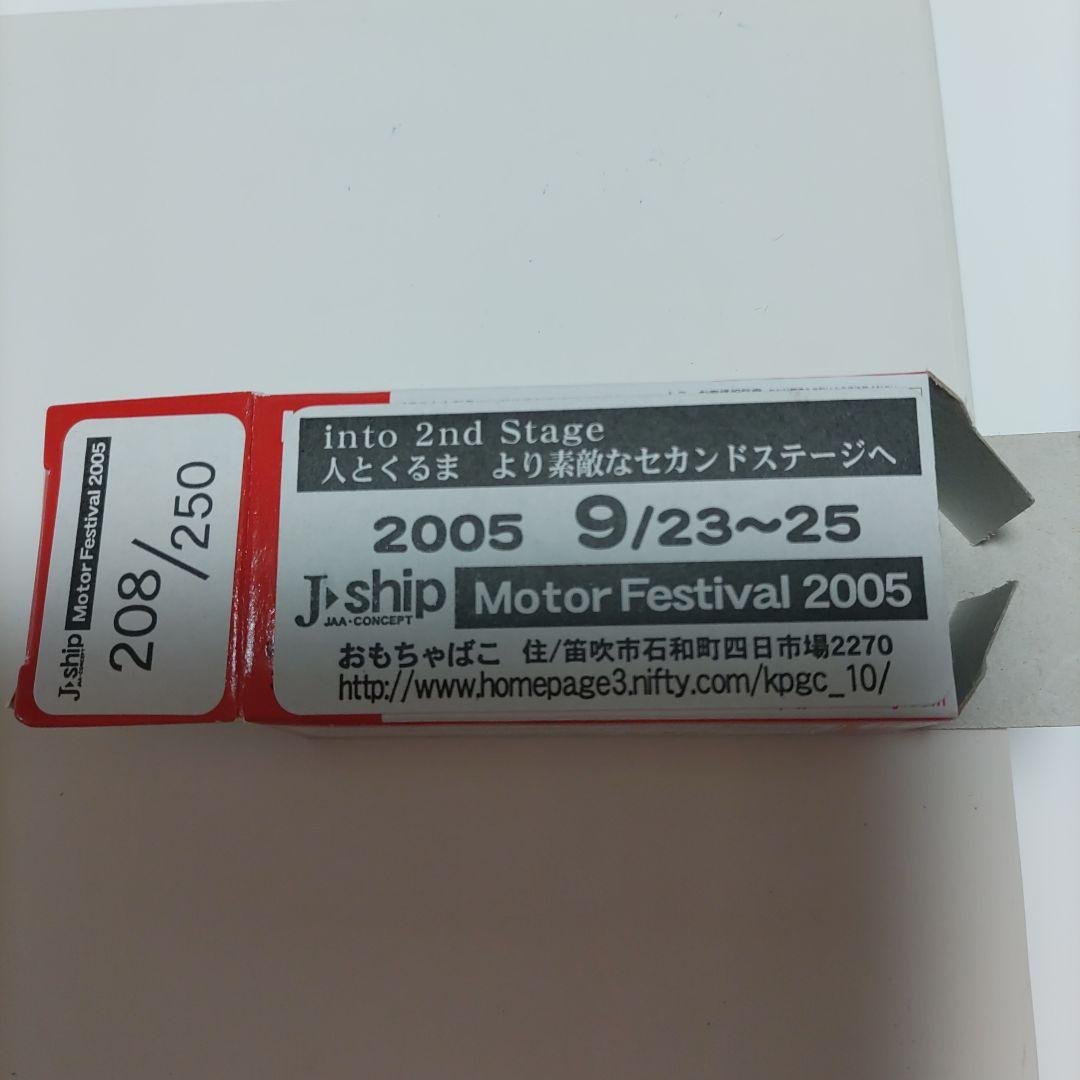 J▶ship Motor Festival 2005
JAA・CONCEPT
208/250
into 2nd Stage
人とくるま　より素敵なセカンドステージへ
2005　9/23〜25
J▶ship Motor Festival 2005
JAA・CONCEPT
おもちゃばこ　住/笛吹市石和町四日市場2270
http://www.homepage3.nifty.com/kpgc_10/